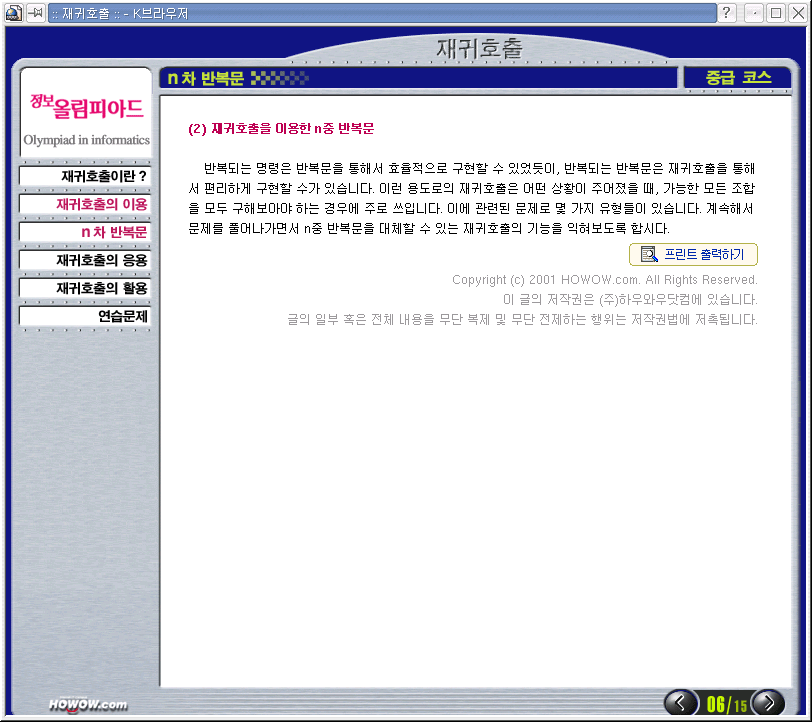 :: 재귀호출 :: - K브라우저
재귀호출
n 차 반복문
중급 코스
정보올림피아드
Olympiad in informatics
재귀호출이란 ?
재귀호출의 이용
n 차 반복문
재귀호출의 응용
재귀호출의 활용
연습문제
(2) 재귀호출을 이용한 n중 반복문
반복되는 명령은 반복문을 통해서 효율적으로 구현할 수 있었듯이, 반복되는 반복문은 재귀호출을 통해
서 편리하게 구현할 수가 있습니다. 이런 용도로의 재귀호출은 어떤 상황이 주어졌을 때, 가능한 모든 조합
을 모두 구해보아야 하는 경우에 주로 쓰입니다. 이에 관련된 문제로 몇 가지 유형들이 있습니다. 계속해서
문제를 풀어나가면서 n중 반복문을 대체할 수 있는 재귀호출의 기능을 익혀보도록 합시다.
프린트 출력하기
Copyright (c) 2001 HOWOW.com. All Rights Reserved.
이 글의 저작권은 (주)하우와우닷컴에 있습니다.
글의 일부 혹은 전체 내용을 무단 복제 및 무단 전제하는 행위는 저작권법에 저촉됩니다.
HOWOW.com
06/15